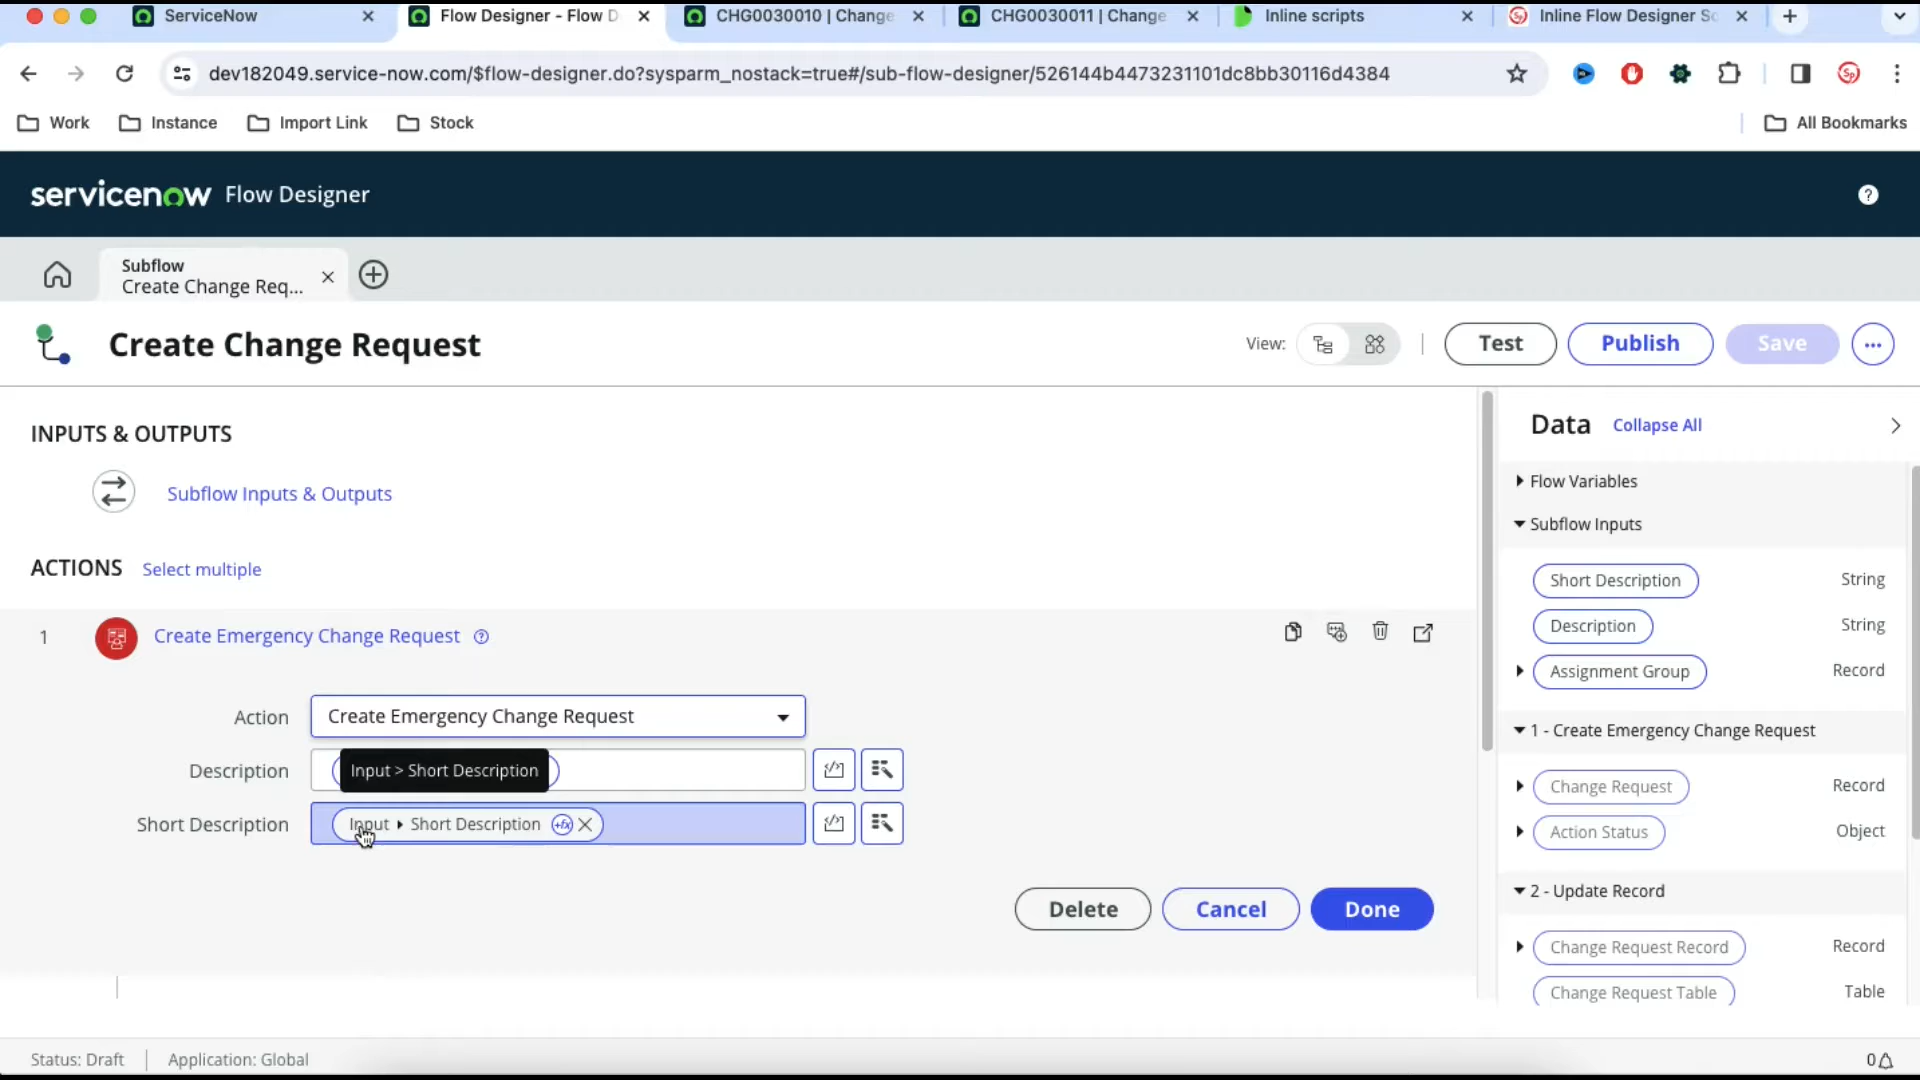 ServiceNow
Flow Designer - Flow D
CHG0030010 | Change
CHG0030011 | Change
Inline scripts
Inline Flow Designer Sc
dev182049.service-now.com/$flow-designer.do?sysparm_nostack=true#/sub-flow-designer/526144b4473231101dc8bb30116d4384
Work
Instance
Import Link
Stock
All Bookmarks
servicenow Flow Designer
Subflow
Create Change Req...
Create Change Request
View:
Test
Publish
Save
INPUTS & OUTPUTS
Subflow Inputs & Outputs
ACTIONS Select multiple
1 Create Emergency Change Request
Action Create Emergency Change Request
Description Input > Short Description
Short Description Input Short Description
Delete
Cancel
Done
Data Collapse All
Flow Variables
Subflow Inputs
Short Description String
Description String
Assignment Group Record
1 - Create Emergency Change Request
Change Request Record
Action Status Object
2 - Update Record
Change Request Record Record
Change Request Table Table
Status: Draft
Application: Global
0